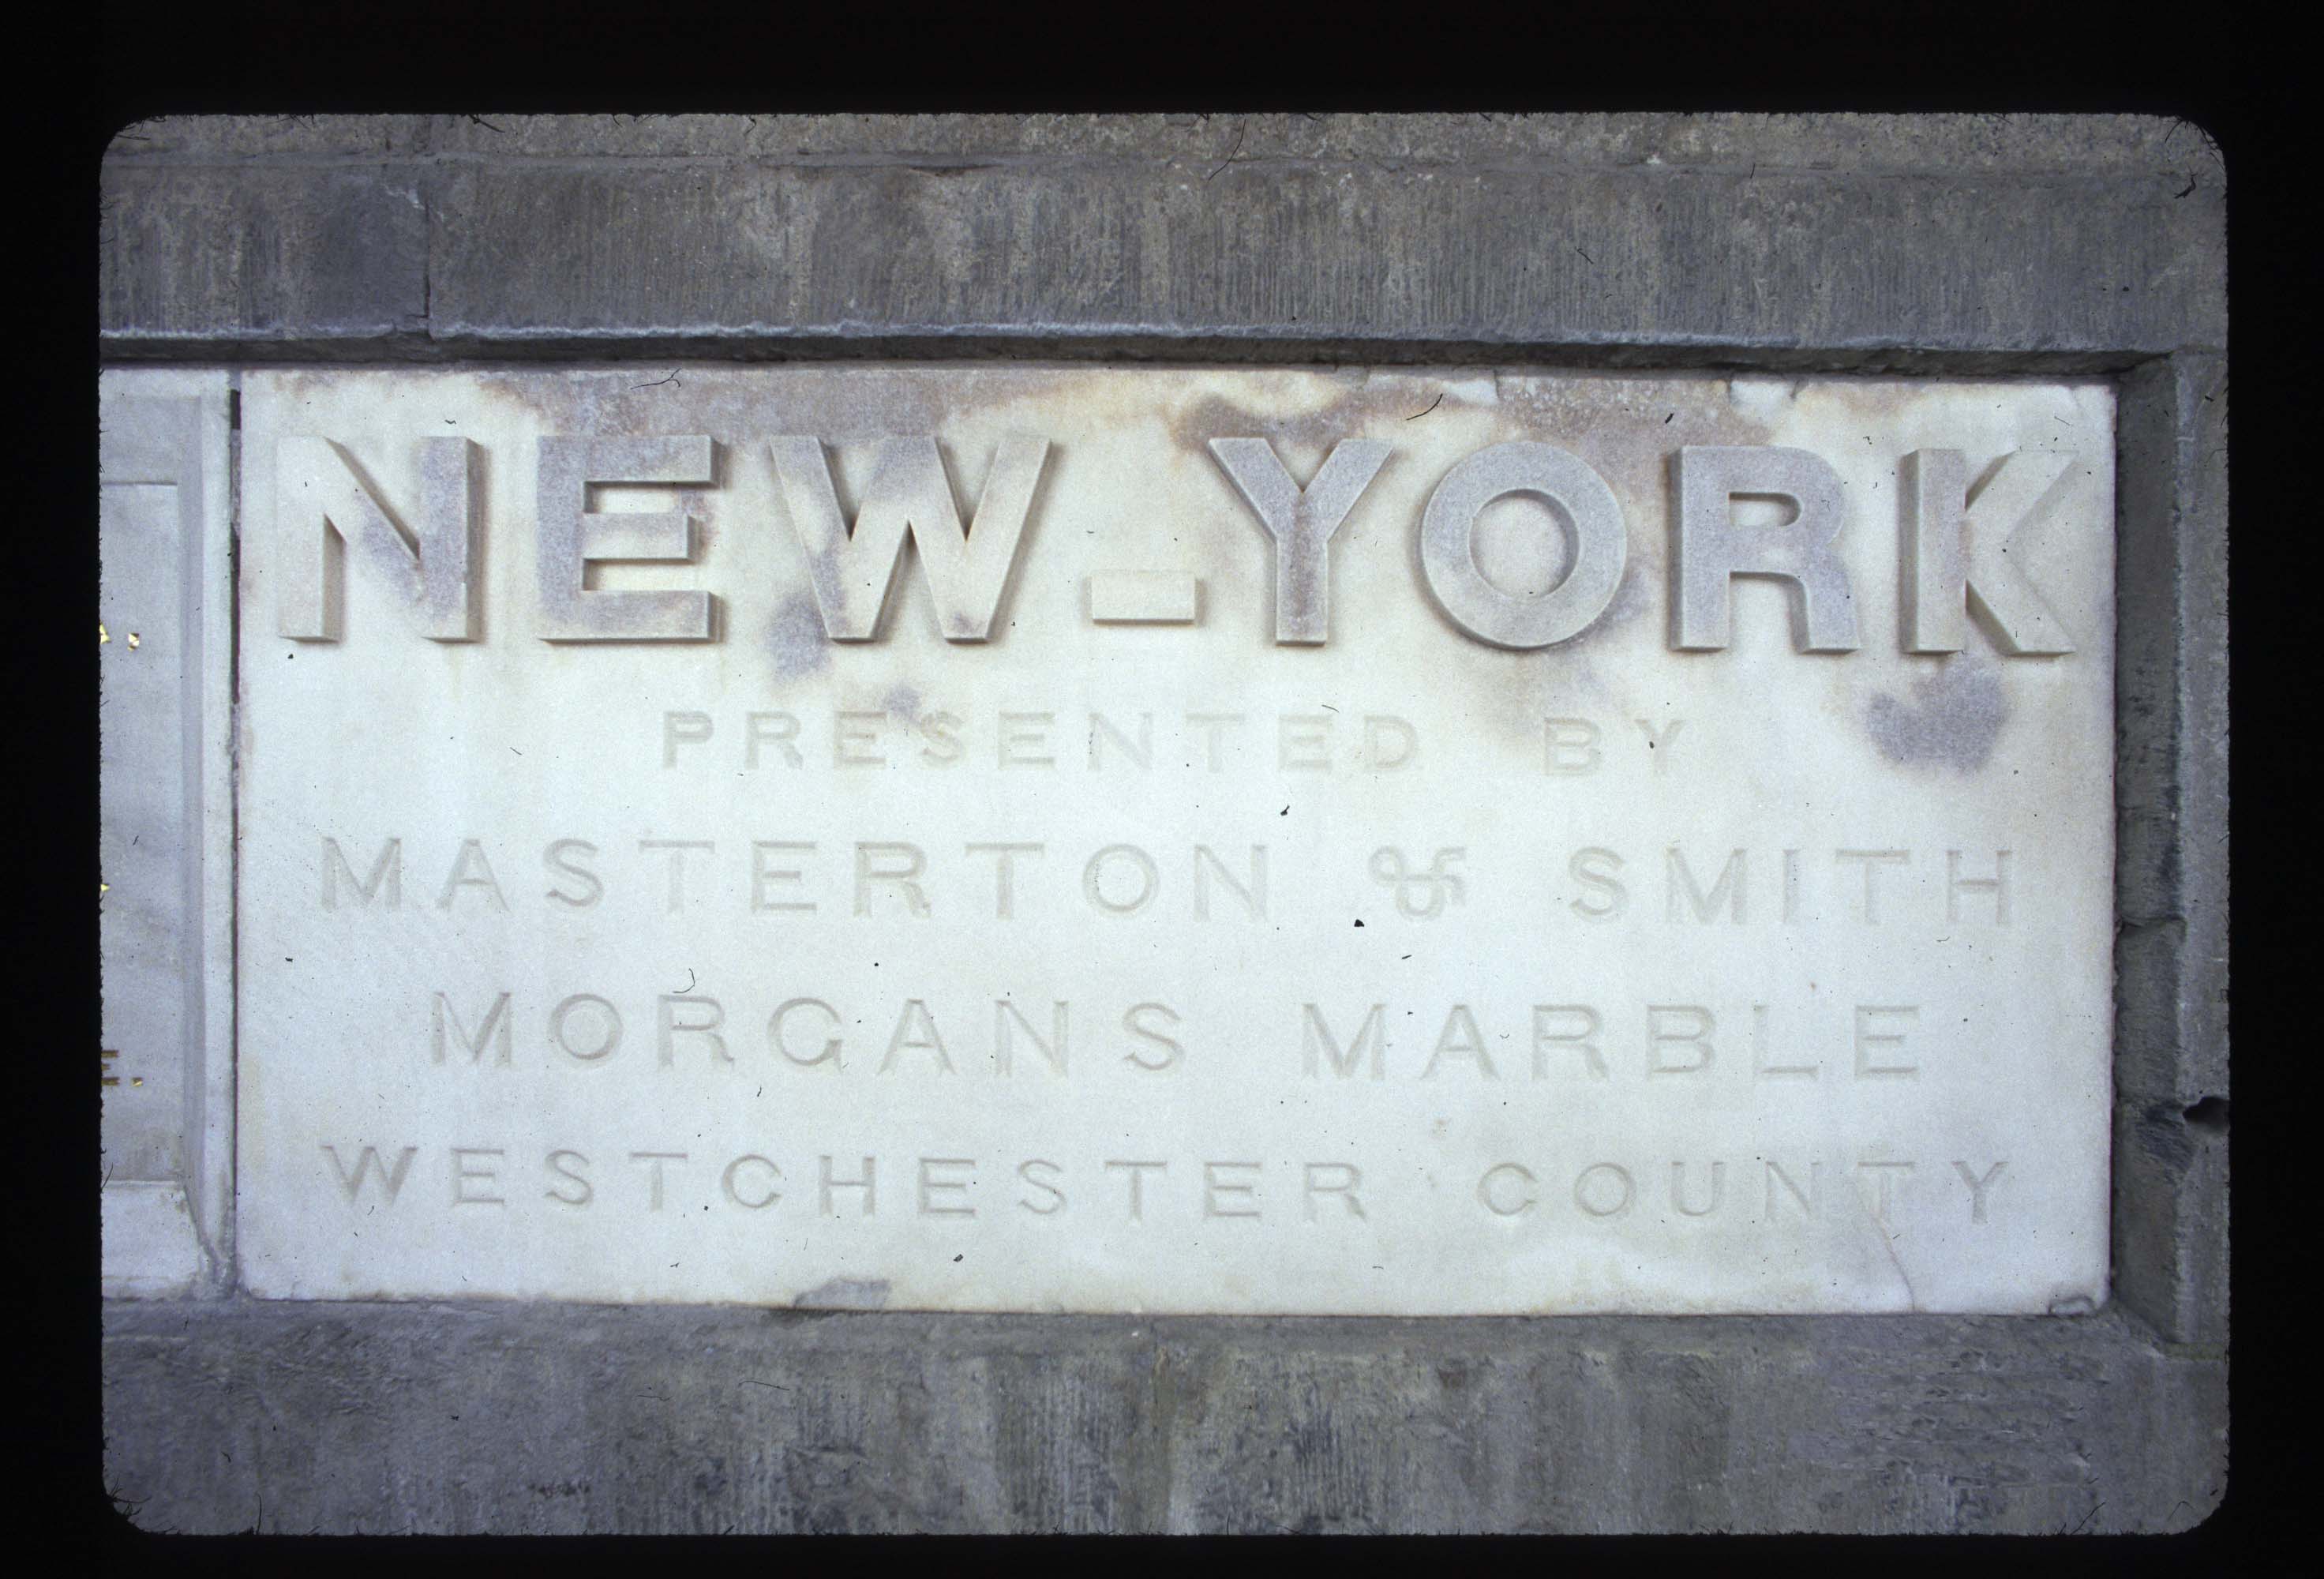 NEW-YORK
PRESENTED BY
MASTERTON & SMITH
MORGANS MARBLE
WESTCHESTER COUNTY